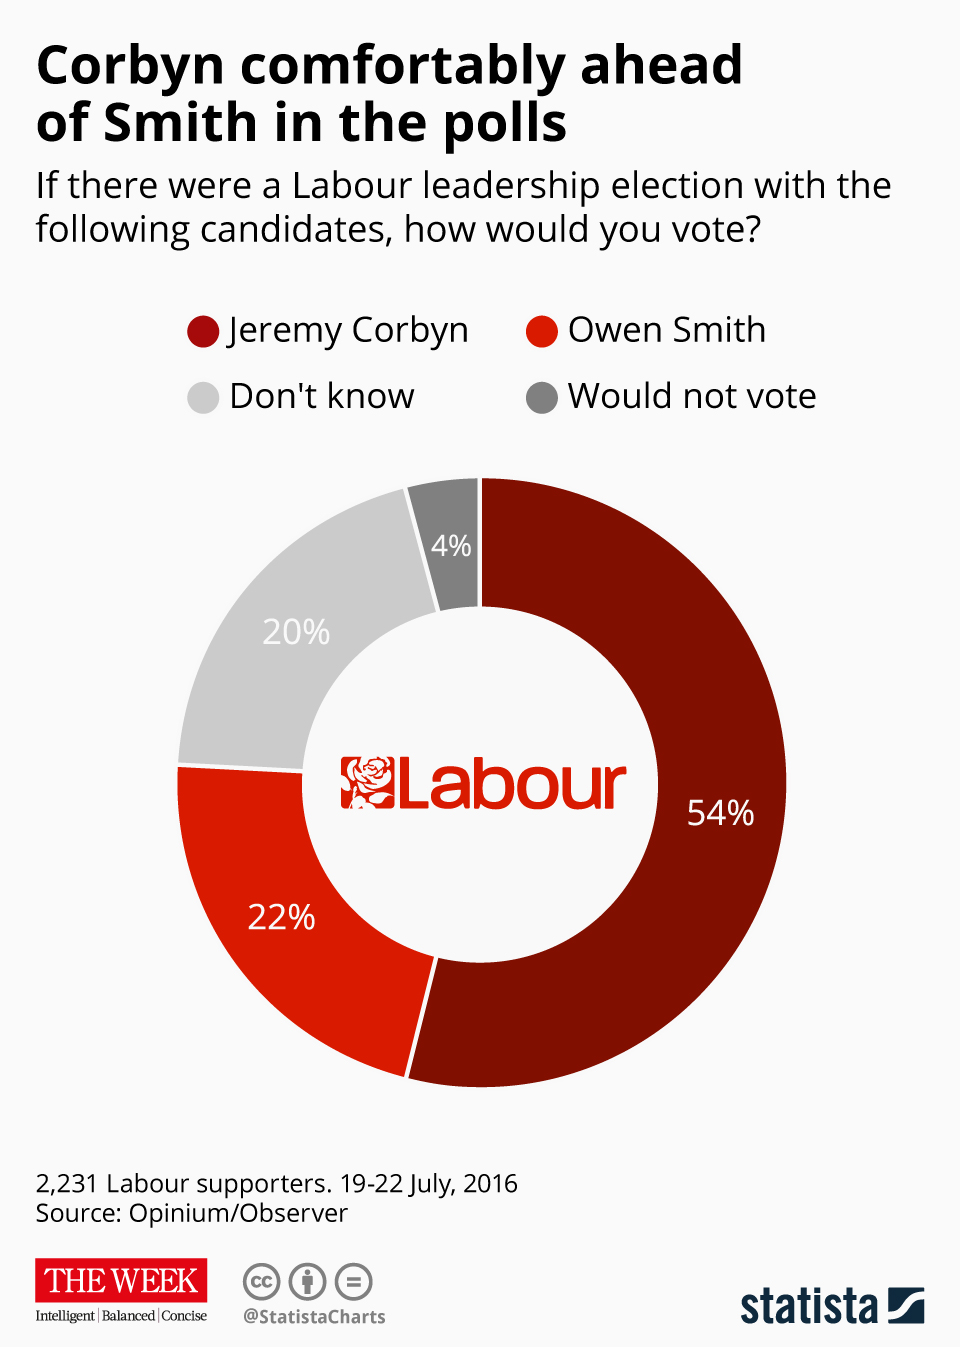 Corbyn comfortably ahead
of Smith in the polls
If there were a Labour leadership election with the
following candidates, how would you vote?
Jeremy Corbyn
Owen Smith
Don't know
Would not vote
4%
20%
54%
22%
Labour
2,231 Labour supporters. 19-22 July, 2016
Source: Opinium/Observer
THE WEEK
Intelligent | Balanced | Concise
cc
@StatistaCharts
statista